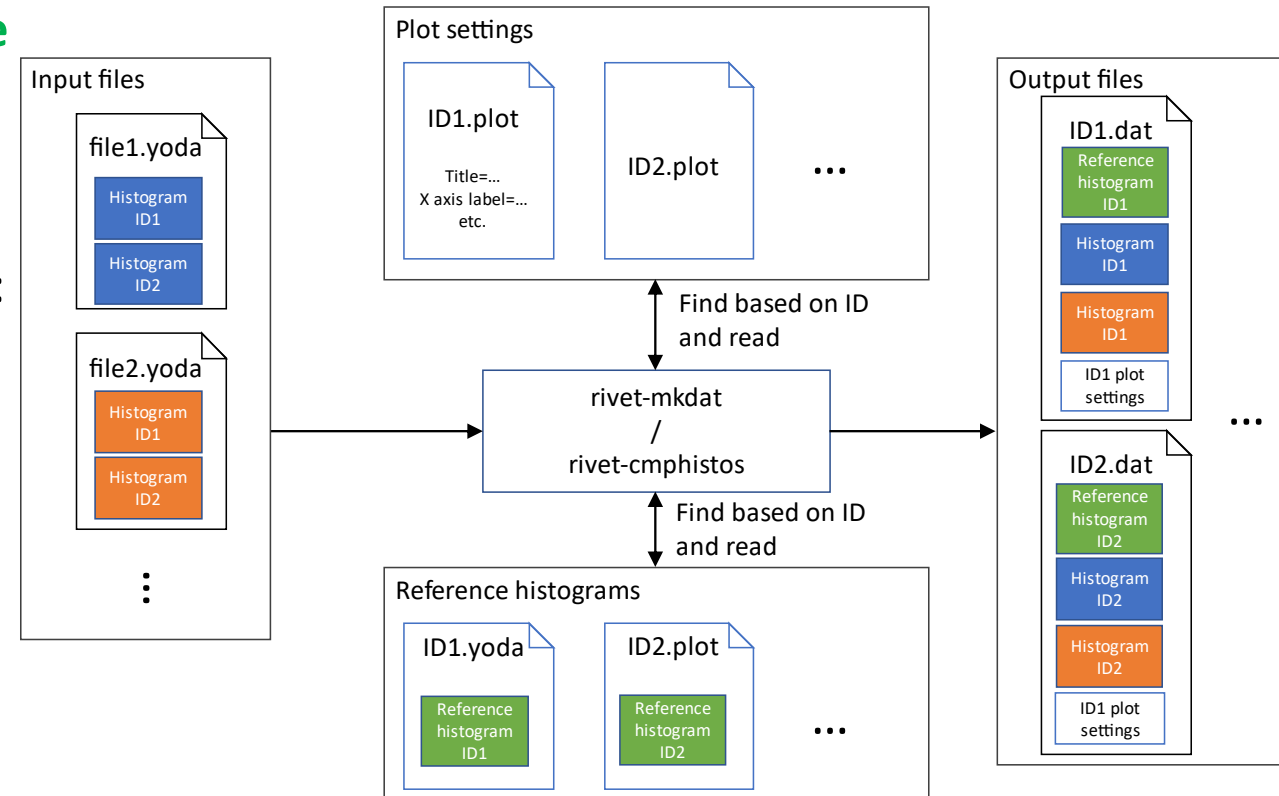 e
Plot settings
ID1.plot
Title=...
X axis label=...
etc.
ID2.plot
...
Input files
file1.yoda
Histogram
ID1
Histogram
ID2
:
file2.yoda
Histogram
ID1
Histogram
ID2
⋮
Find based on ID
and read
rivet-mkdat
/
rivet-cmphistos
Find based on ID
and read
Reference histograms
ID1.yoda
Reference
histogram
ID1
ID2.plot
Reference
histogram
ID2
...
Output files
ID1.dat
Reference
histogram
ID1
Histogram
ID1
Histogram
ID1
ID1 plot
settings
...
ID2.dat
Reference
histogram
ID2
Histogram
ID2
Histogram
ID2
ID1 plot
settings